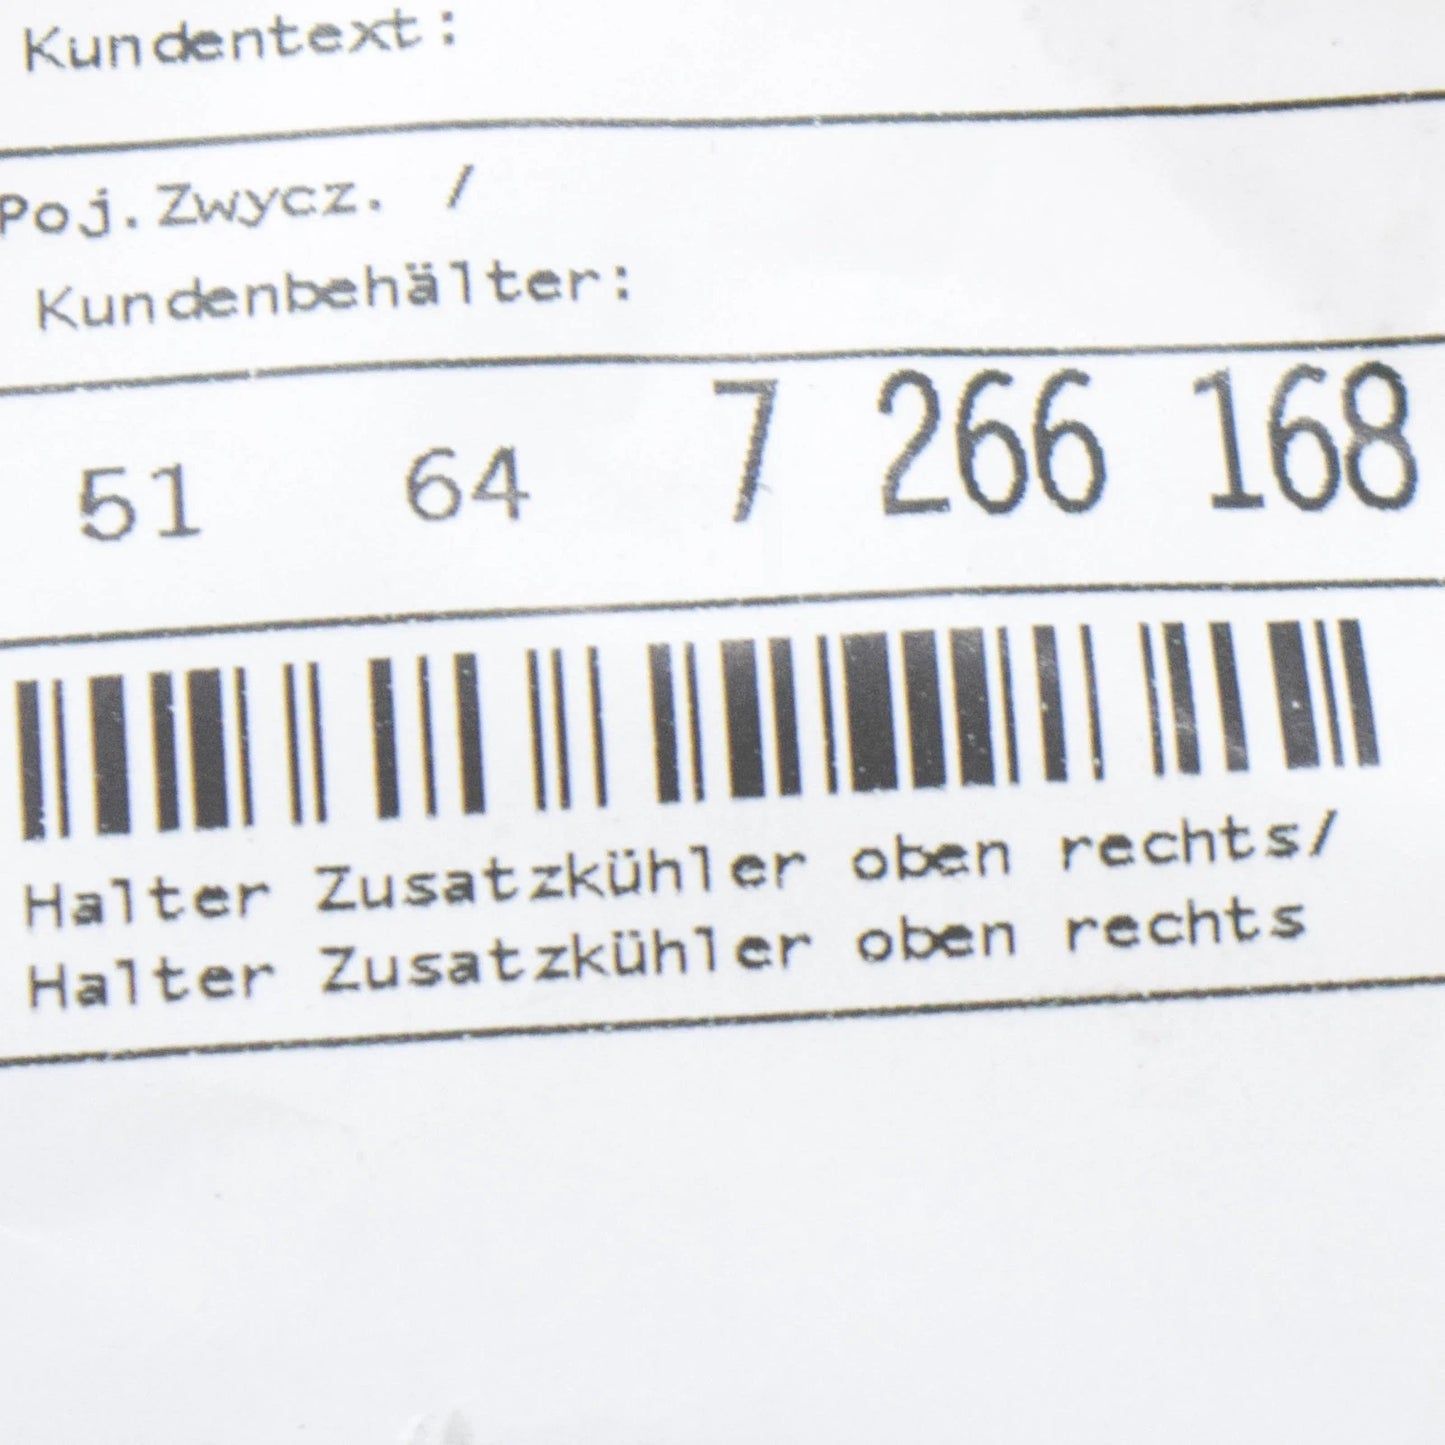 Kundentext:
Poj.Zwycz. /
Kundenbehälter:
51 64 7 266 168
Halter Zusatzkühler oben rechts/
Halter Zusatzkühler oben rechts